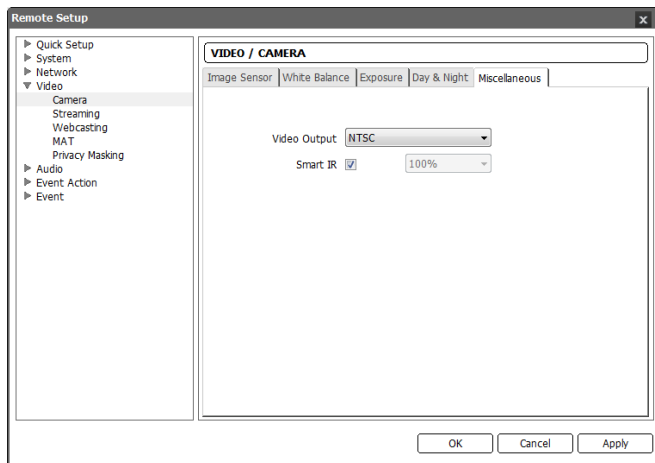 Remote Setup
x
Quick Setup
System
Network
Video
Camera
Streaming
Webcasting
MAT
Privacy Masking
Audio
Event Action
Event
VIDEO / CAMERA
Image Sensor White Balance Exposure Day & Night Miscellaneous
Video Output NTSC
Smart IR 100%
OK Cancel Apply